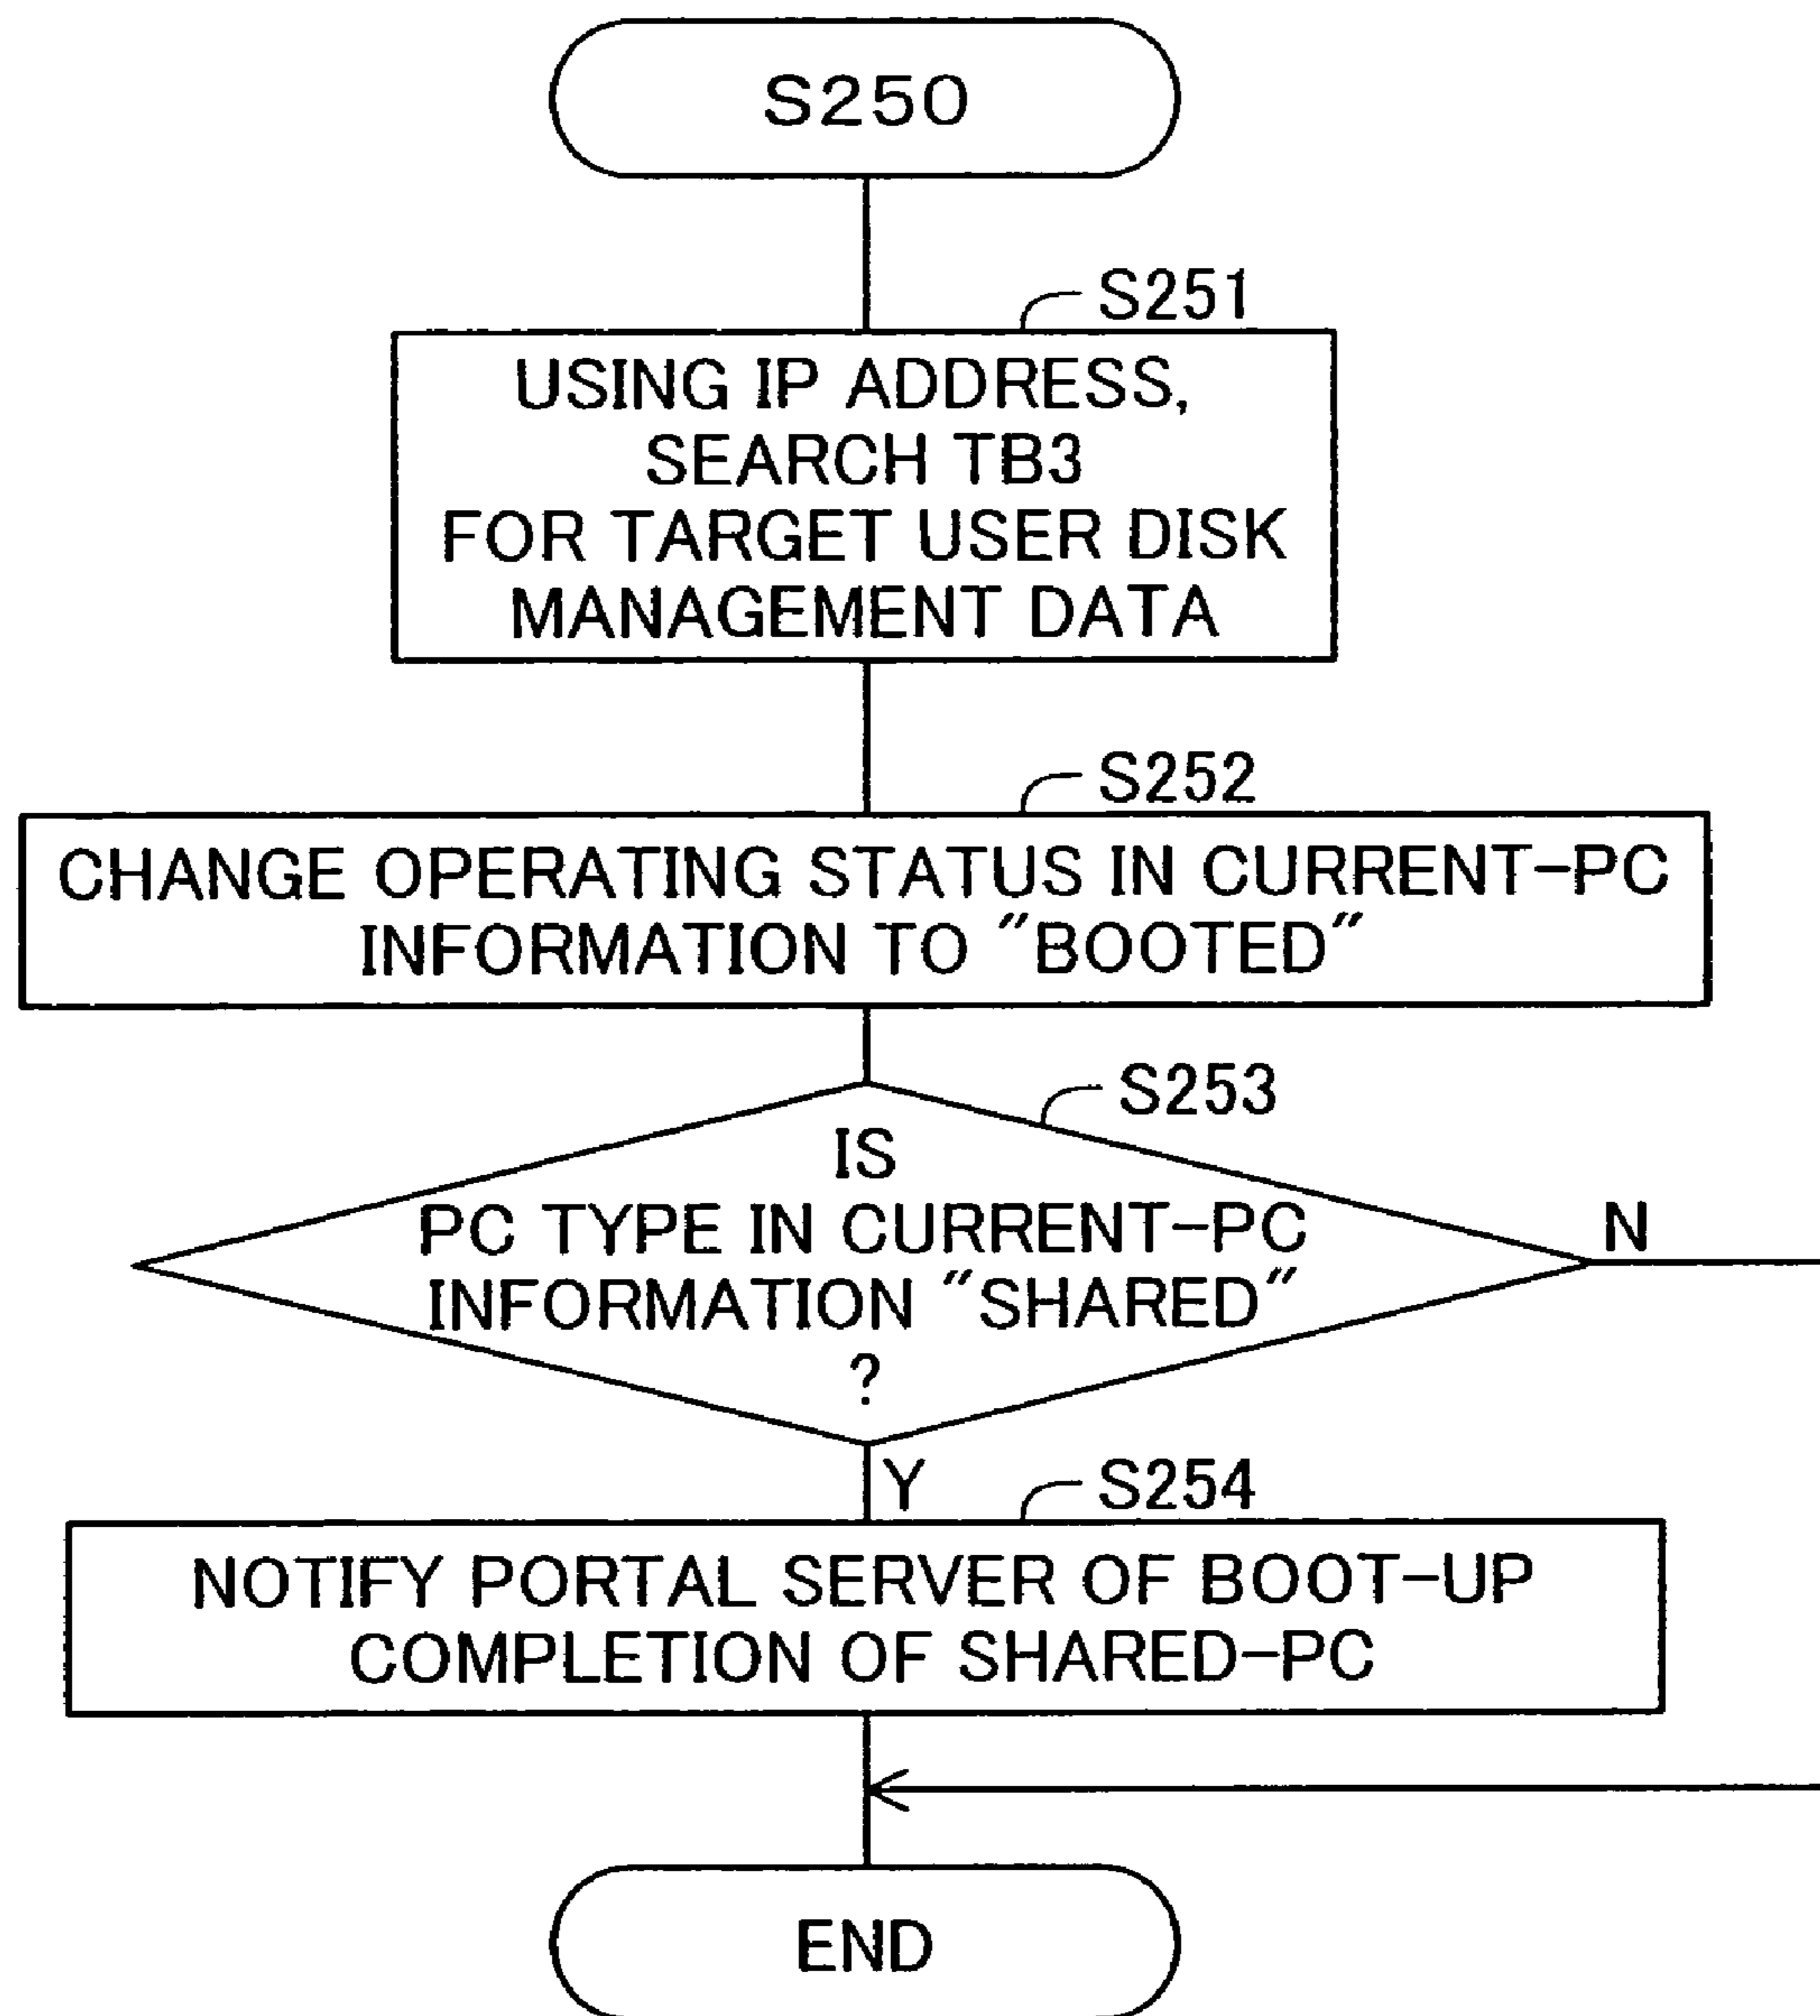 S250
S251
USING IP ADDRESS,
SEARCH TB3
FOR TARGET USER DISK
MANAGEMENT DATA
S252
CHANGE OPERATING STATUS IN CURRENT-PC
INFORMATION TO "BOOTED"
S253
IS
PC TYPE IN CURRENT-PC
INFORMATION "SHARED"
?
N
Y
S254
NOTIFY PORTAL SERVER OF BOOT-UP
COMPLETION OF SHARED-PC
END